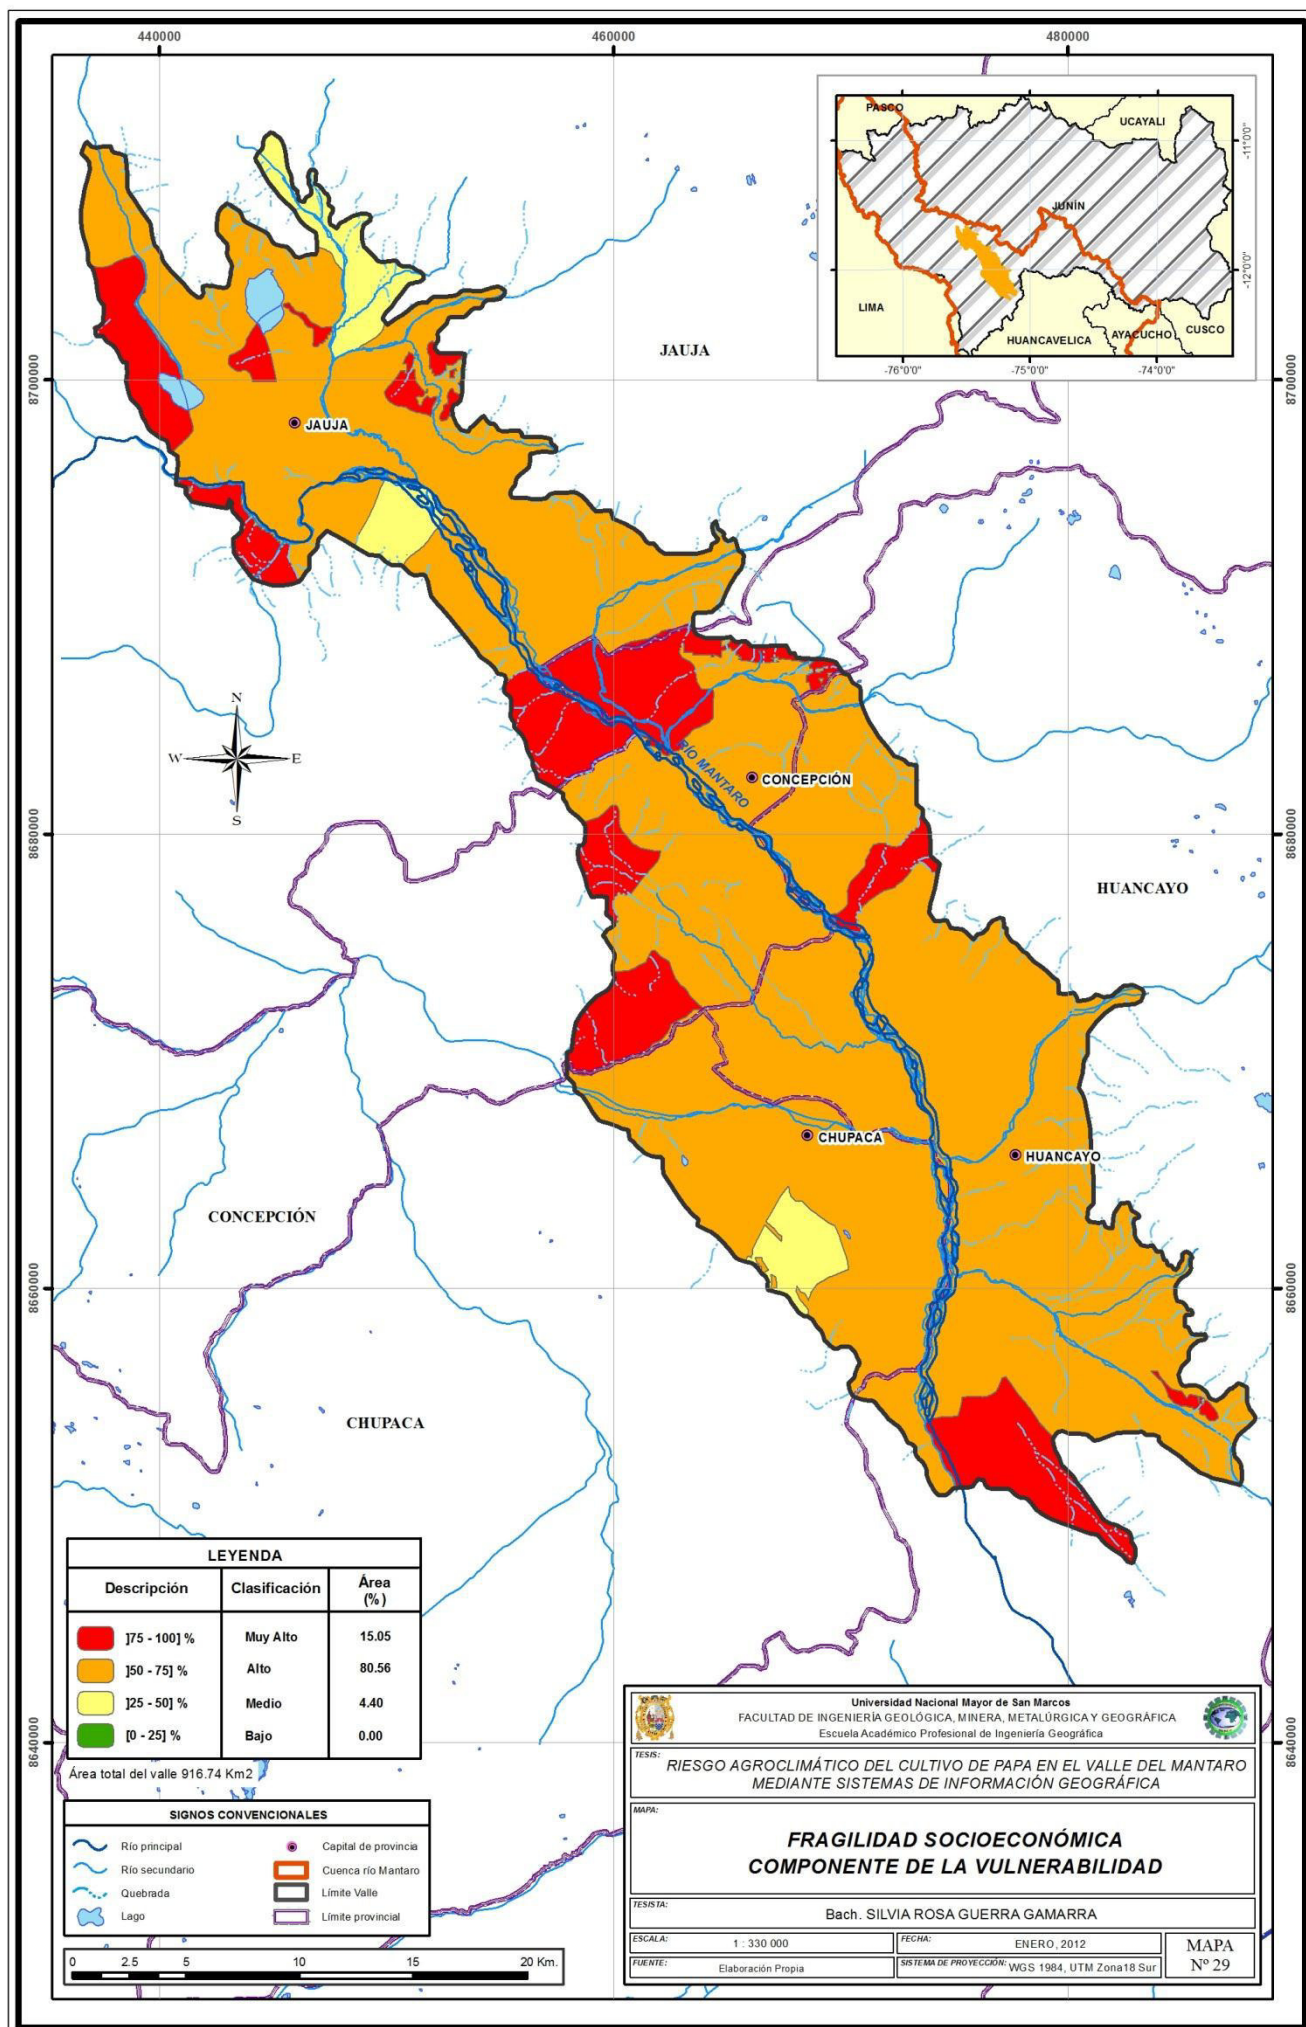 440000
460000
480000
PASCO
UCAYALI
JUNÍN
LIMA
HUANCAVELICA
AYACUCHO
CUSCO
-11°0'0"
-12°0'0"
-76°0'0"
-75°0'0"
-74°0'0"
JAUJA
8700000
8700000
JAUJA
N
W
E
S
RÍO MANTARO
CONCEPCIÓN
8680000
8680000
HUANCAYO
CHUPACA
HUANCAYO
CONCEPCIÓN
8660000
8660000
CHUPACA
LEYENDA
Descripción Clasificación Área (%)
]75 - 100] % Muy Alto 15.05
]50 - 75] % Alto 80.56
]25 - 50] % Medio 4.40
[0 - 25] % Bajo 0.00
Área total del valle 916.74 Km2
8640000
8640000
SIGNOS CONVENCIONALES
Río principal
Río secundario
Quebrada
Lago
Capital de provincia
Cuenca río Mantaro
Límite Valle
Límite provincial
0 2.5 5 10 15 20 Km.
Universidad Nacional Mayor de San Marcos
FACULTAD DE INGENIERÍA GEOLÓGICA, MINERA, METALÚRGICA Y GEOGRÁFICA
Escuela Académico Profesional de Ingeniería Geográfica
TESIS:
RIESGO AGROCLIMÁTICO DEL CULTIVO DE PAPA EN EL VALLE DEL MANTARO
MEDIANTE SISTEMAS DE INFORMACIÓN GEOGRÁFICA
MAPA:
FRAGILIDAD SOCIOECONÓMICA
COMPONENTE DE LA VULNERABILIDAD
TESISTA:
Bach. SILVIA ROSA GUERRA GAMARRA
ESCALA: 1 : 330 000
FECHA: ENERO, 2012
FUENTE: Elaboración Propia
SISTEMA DE PROYECCIÓN: WGS 1984, UTM Zona18 Sur
MAPA
Nº 29